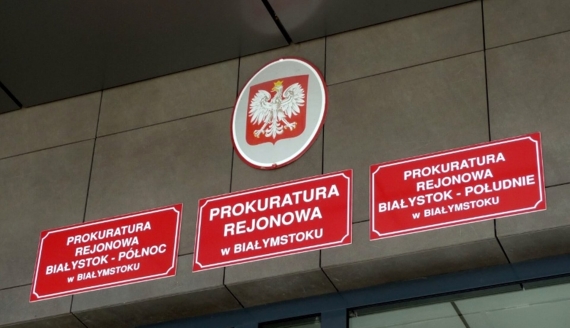 PROKURATURA
REJONOWA
BIAŁYSTOK - PÓŁNOC
w BIAŁYMSTOKU
PROKURATURA
REJONOWA
w BIAŁYMSTOKU
PROKURATURA
REJONOWA
BIAŁYSTOK - POŁUDNIE
w BIAŁYMSTOKU